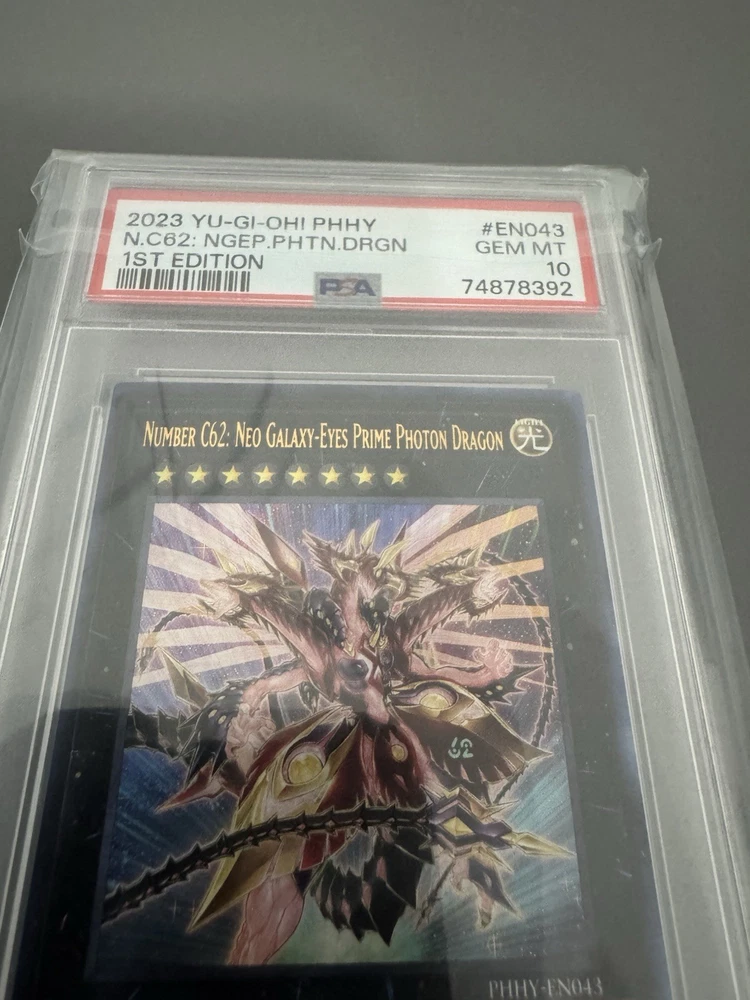 2023 YU-GI-OH! PHHY #EN043
N.C62: NGEP.PHTN.DRGN GEM MT
1ST EDITION 10
PSA 74878392
NUMBER C62: NEO GALAXY-EYES PRIME PHOTON DRAGON
LIGHT
光
62
PHHY-EN043